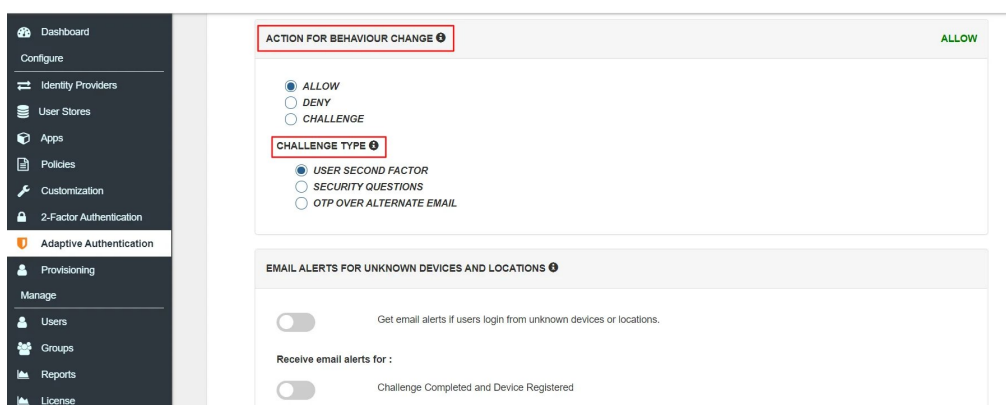 Dashboard
Configure
Identity Providers
User Stores
Apps
Policies
Customization
2-Factor Authentication
Adaptive Authentication
Provisioning
Manage
Users
Groups
Reports
License
ACTION FOR BEHAVIOUR CHANGE
ALLOW
ALLOW
DENY
CHALLENGE
CHALLENGE TYPE
USER SECOND FACTOR
SECURITY QUESTIONS
OTP OVER ALTERNATE EMAIL
EMAIL ALERTS FOR UNKNOWN DEVICES AND LOCATIONS
Get email alerts if users login from unknown devices or locations.
Receive email alerts for :
Challenge Completed and Device Registered